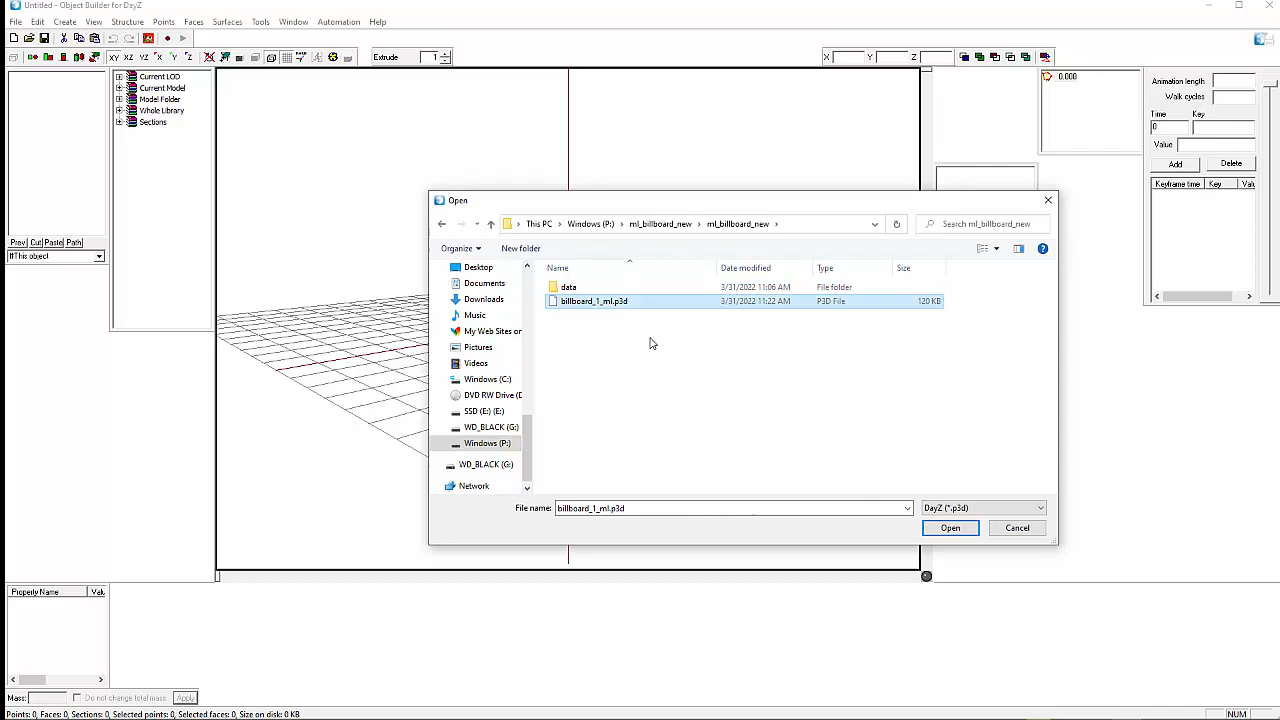 Untitled - Object Builder for DayZ
File Edit Create View Structure Points Faces Surfaces Tools Window Automation Help
XY
Extrude 1
X Y Z
Current LOD
Current Model
Model Folder
Whole Library
Sections
0.000
Animation length
Walk cycles
Time Key
0
Value
Add Delete
Keyframe time Key Valu
Prev Cut Paste Path
#This object
Open
This PC Windows (P:) ml_billboard_new ml_billboard_new
Search ml_billboard_new
Organize New folder
Name Date modified Type Size
data 3/31/2022 11:06 AM File folder
billboard_1_ml.p3d 3/31/2022 11:22 AM P3D File 120 KB
Desktop
Documents
Downloads
Music
My Web Sites on
Pictures
Videos
Windows (C:)
DVD RW Drive (D
SSD (E:) (E:)
WD_BLACK (G:)
Windows (P:)
WD_BLACK (G:)
Network
File name: billboard_1_ml.p3d DayZ (*.p3d)
Open Cancel
Property Name Valu
Mass: Do not change total mass Apply
Points: 0, Faces: 0, Sections: 0, Selected points: 0, Selected faces: 0, Size on disk: 0 KB
NUM